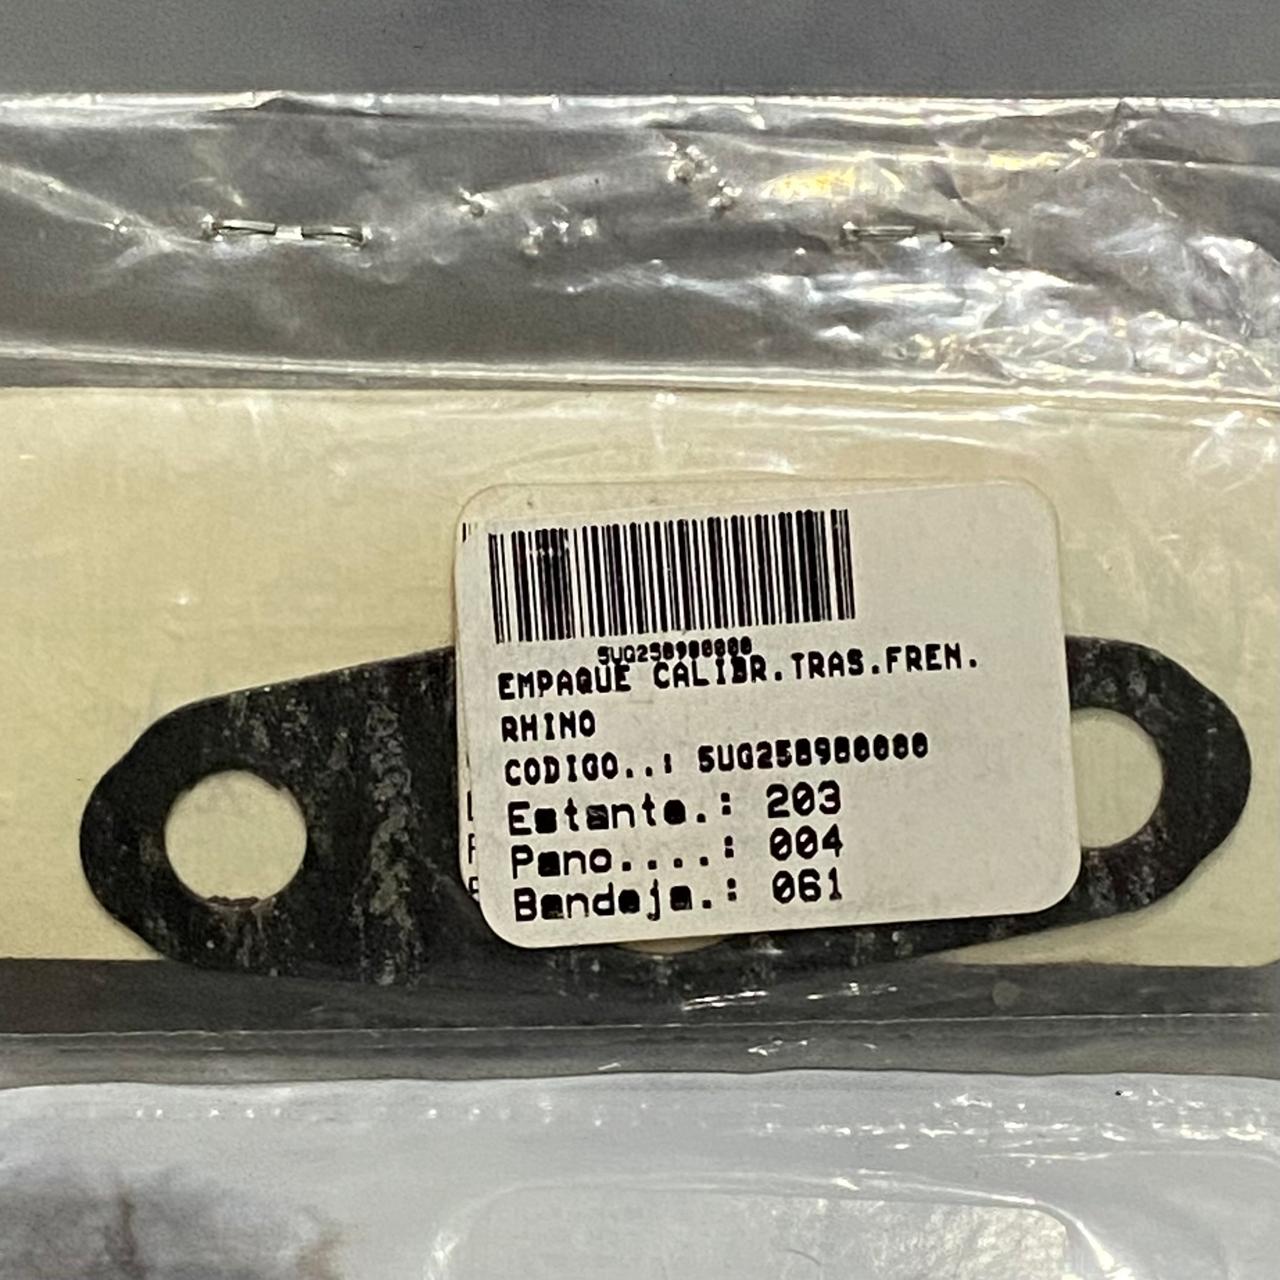 5UG258980000
EMPAQUE CALIBR.TRAS.FREN.
RHINO
CODIGO..: 5UG258980000
Estante.: 203
Pano....: 004
Bandeja.: 061